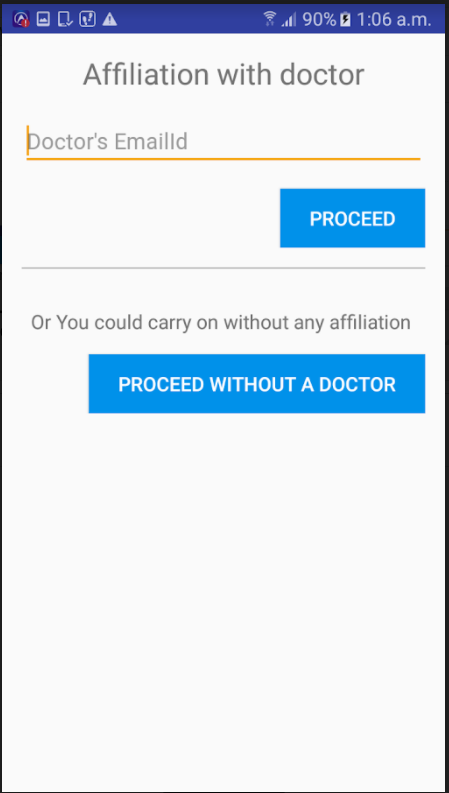 90% 1:06 a.m.
Affiliation with doctor
Doctor's EmailId
PROCEED
Or You could carry on without any affiliation
PROCEED WITHOUT A DOCTOR